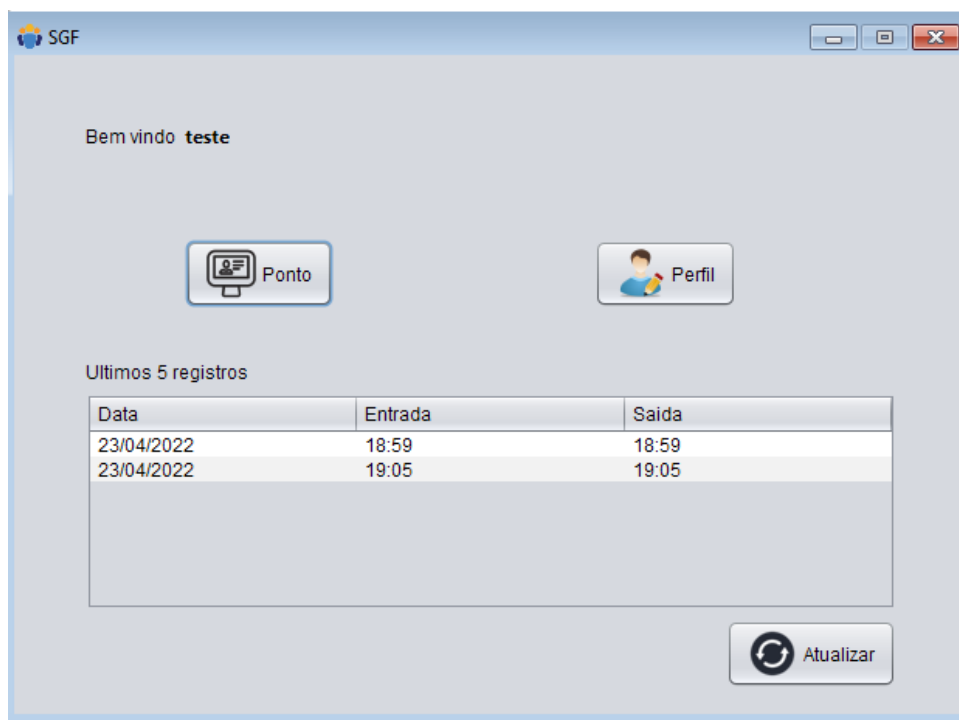 SGF
Bem vindo teste
Ponto Perfil
Ultimos 5 registros
Data Entrada Saida
23/04/2022 18:59 18:59
23/04/2022 19:05 19:05
Atualizar